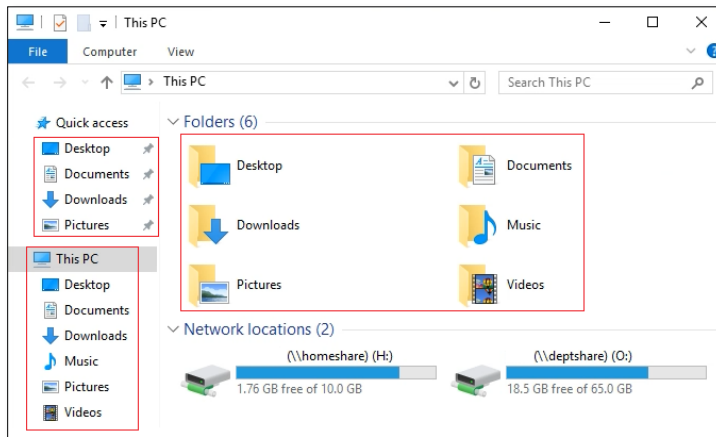 This PC
File Computer View
This PC
Search This PC
Quick access
Desktop
Documents
Downloads
Pictures
This PC
Desktop
Documents
Downloads
Music
Pictures
Videos
Folders (6)
Desktop
Documents
Downloads
Music
Pictures
Videos
Network locations (2)
(\\homeshare) (H:)
1.76 GB free of 10.0 GB
(\\deptshare) (O:)
18.5 GB free of 65.0 GB